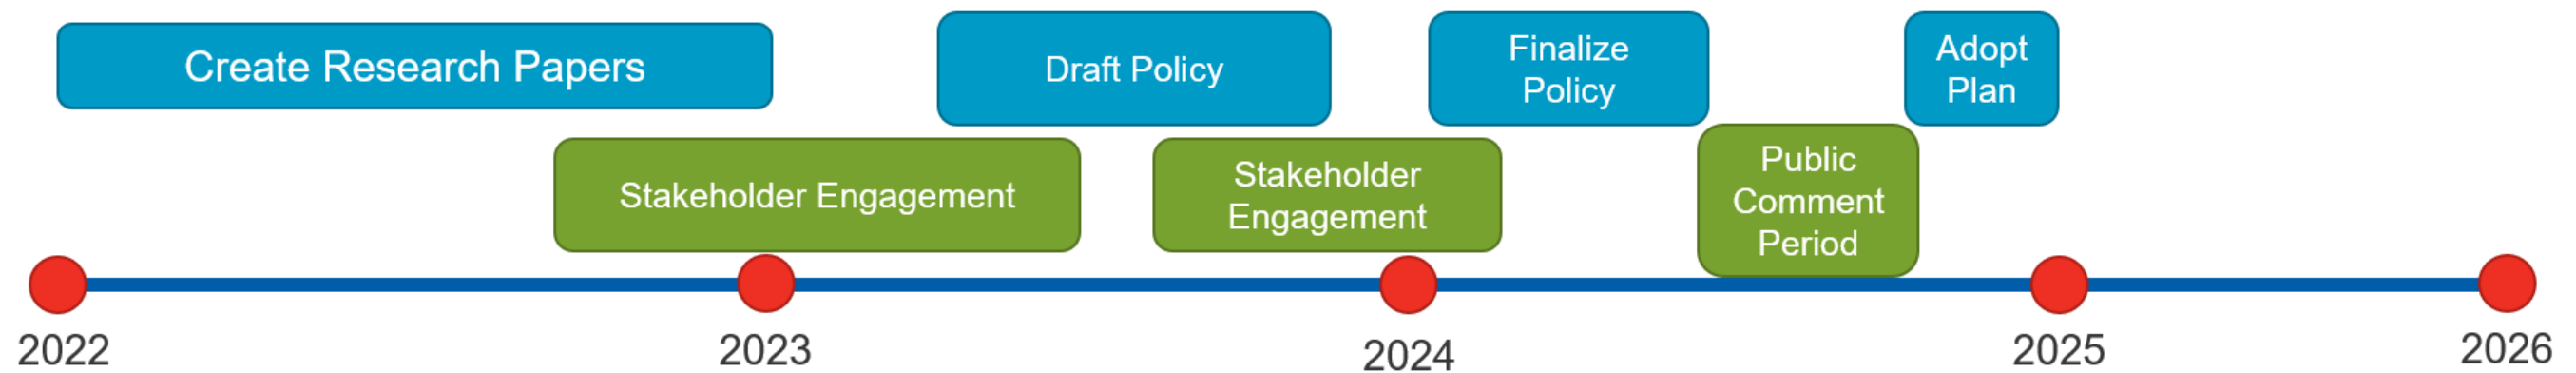 Create Research Papers
Draft Policy
Finalize
Policy
Adopt
Plan
Stakeholder Engagement
Stakeholder
Engagement
Public
Comment
Period
2022
2023
2024
2025
2026